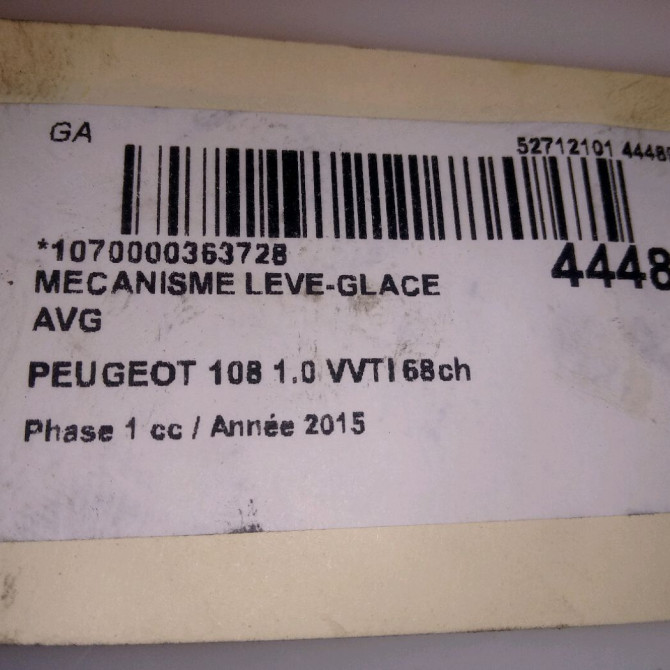 GA
52712101 4448
*1070000363728
4448
MECANISME LEVE-GLACE
AVG
PEUGEOT 108 1.0 VVTI 68ch
Phase 1 cc / Année 2015